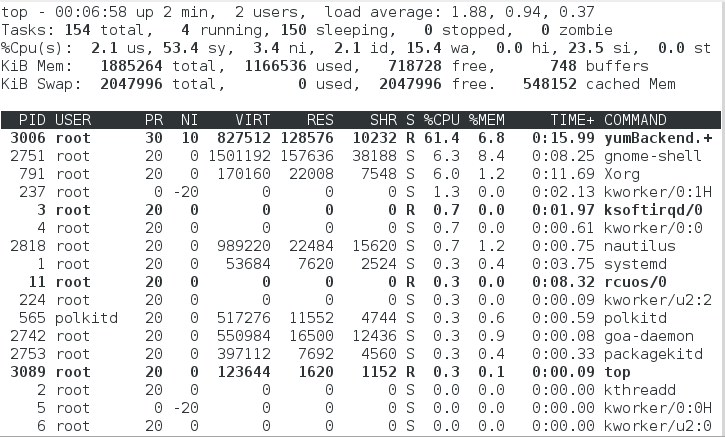 top - 00:06:58 up 2 min,  2 users,  load average: 1.88, 0.94, 0.37
Tasks: 154 total,   4 running, 150 sleeping,   0 stopped,   0 zombie
%Cpu(s):  2.1 us, 53.4 sy,  3.4 ni,  2.1 id, 15.4 wa,  0.0 hi, 23.5 si,  0.0 st
KiB Mem:   1885264 total,  1166536 used,   718728 free,      748 buffers
KiB Swap:  2047996 total,        0 used,  2047996 free.   548152 cached Mem
PID USER      PR  NI    VIRT    RES    SHR S %CPU %MEM     TIME+ COMMAND
3006 root      30  10  827512 128576  10232 R 61.4  6.8   0:15.99 yumBackend.+
2751 root      20   0 1501192 157636  38188 S  6.3  8.4   0:08.25 gnome-shell
791 root      20   0  170160  22008   7548 S  6.0  1.2   0:11.69 Xorg
237 root       0 -20       0      0      0 S  1.3  0.0   0:02.13 kworker/0:1H
3 root      20   0       0      0      0 R  0.7  0.0   0:01.97 ksoftirqd/0
4 root      20   0       0      0      0 S  0.7  0.0   0:00.61 kworker/0:0
2818 root      20   0  989220  22484  15620 S  0.7  1.2   0:00.75 nautilus
1 root      20   0   53684   7620   2524 S  0.3  0.4   0:03.75 systemd
11 root      20   0       0      0      0 R  0.3  0.0   0:08.32 rcuos/0
224 root      20   0       0      0      0 S  0.3  0.0   0:00.09 kworker/u2:2
565 polkitd   20   0  517276  11552   4744 S  0.3  0.6   0:00.59 polkitd
2742 root      20   0  550984  16500  12436 S  0.3  0.9   0:00.08 goa-daemon
2753 root      20   0  397112   7692   4560 S  0.3  0.4   0:00.33 packagekitd
3089 root      20   0  123644   1620   1152 R  0.3  0.1   0:00.09 top
2 root      20   0       0      0      0 S  0.0  0.0   0:00.00 kthreadd
5 root       0 -20       0      0      0 S  0.0  0.0   0:00.00 kworker/0:0H
6 root      20   0       0      0      0 S  0.0  0.0   0:00.00 kworker/u2:0